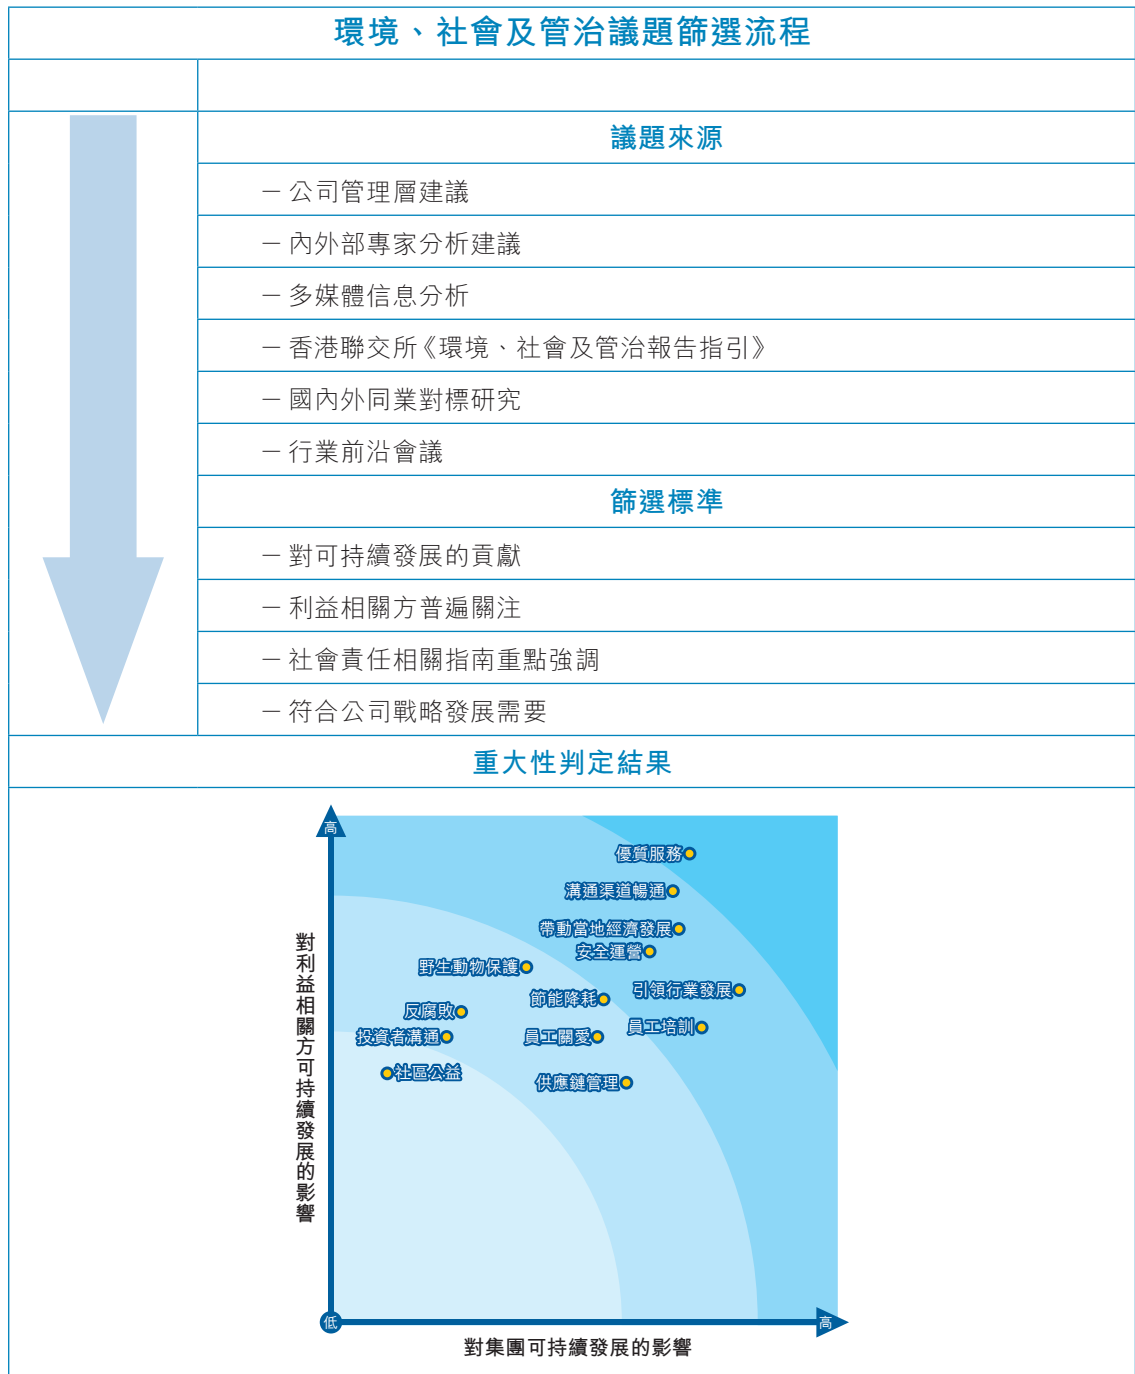 環境、社會及管治議題篩選流程
議題來源
－公司管理層建議
－內外部專家分析建議
－多媒體信息分析
－香港聯交所《環境、社會及管治報告指引》
－國內外同業對標研究
－行業前沿會議
篩選標準
－對可持續發展的貢獻
－利益相關方普遍關注
－社會責任相關指南重點強調
－符合公司戰略發展需要
重大性判定結果
高
對利益相關方可持續發展的影響
優質服務
溝通渠道暢通
帶動當地經濟發展
安全運營
野生動物保護
引領行業發展
節能降耗
反腐敗
員工培訓
投資者溝通
員工關愛
社區公益
供應鏈管理
低
高
對集團可持續發展的影響